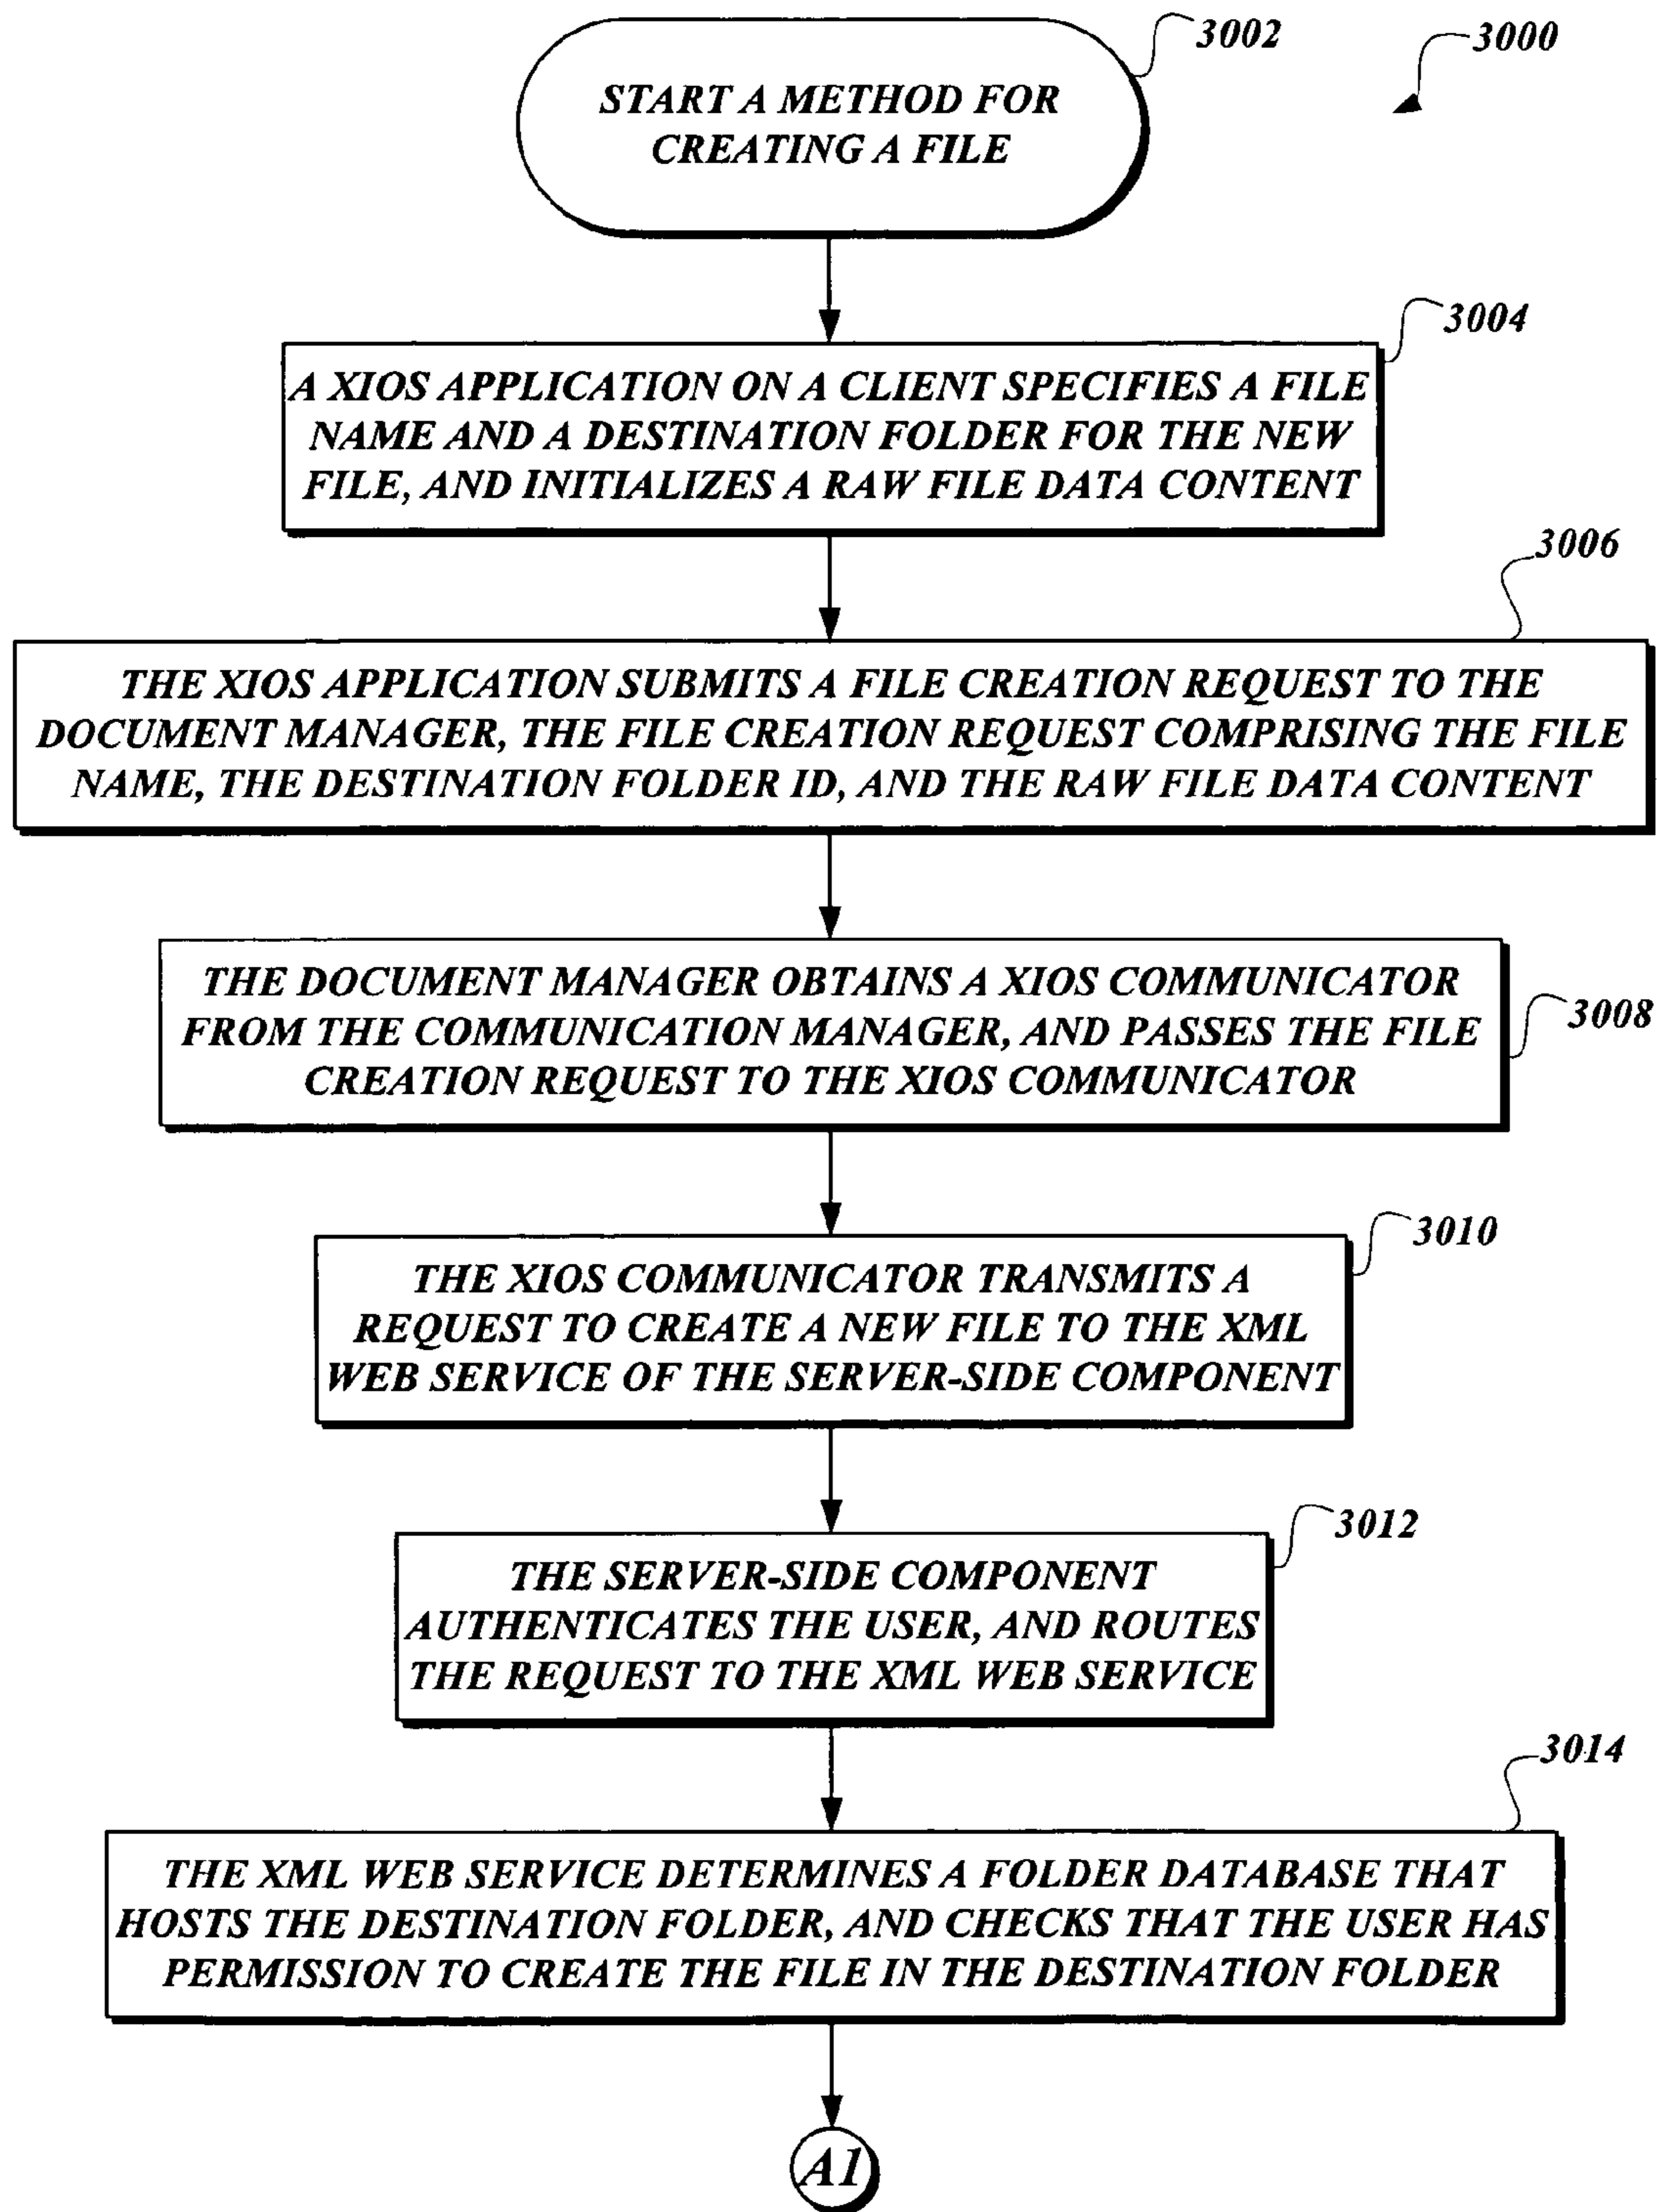 3002
3000
START A METHOD FOR
CREATING A FILE
3004
A XIOS APPLICATION ON A CLIENT SPECIFIES A FILE
NAME AND A DESTINATION FOLDER FOR THE NEW
FILE, AND INITIALIZES A RAW FILE DATA CONTENT
3006
THE XIOS APPLICATION SUBMITS A FILE CREATION REQUEST TO THE
DOCUMENT MANAGER, THE FILE CREATION REQUEST COMPRISING THE FILE
NAME, THE DESTINATION FOLDER ID, AND THE RAW FILE DATA CONTENT
THE DOCUMENT MANAGER OBTAINS A XIOS COMMUNICATOR
FROM THE COMMUNICATION MANAGER, AND PASSES THE FILE
CREATION REQUEST TO THE XIOS COMMUNICATOR
3008
3010
THE XIOS COMMUNICATOR TRANSMITS A
REQUEST TO CREATE A NEW FILE TO THE XML
WEB SERVICE OF THE SERVER-SIDE COMPONENT
3012
THE SERVER-SIDE COMPONENT
AUTHENTICATES THE USER, AND ROUTES
THE REQUEST TO THE XML WEB SERVICE
3014
THE XML WEB SERVICE DETERMINES A FOLDER DATABASE THAT
HOSTS THE DESTINATION FOLDER, AND CHECKS THAT THE USER HAS
PERMISSION TO CREATE THE FILE IN THE DESTINATION FOLDER
A1